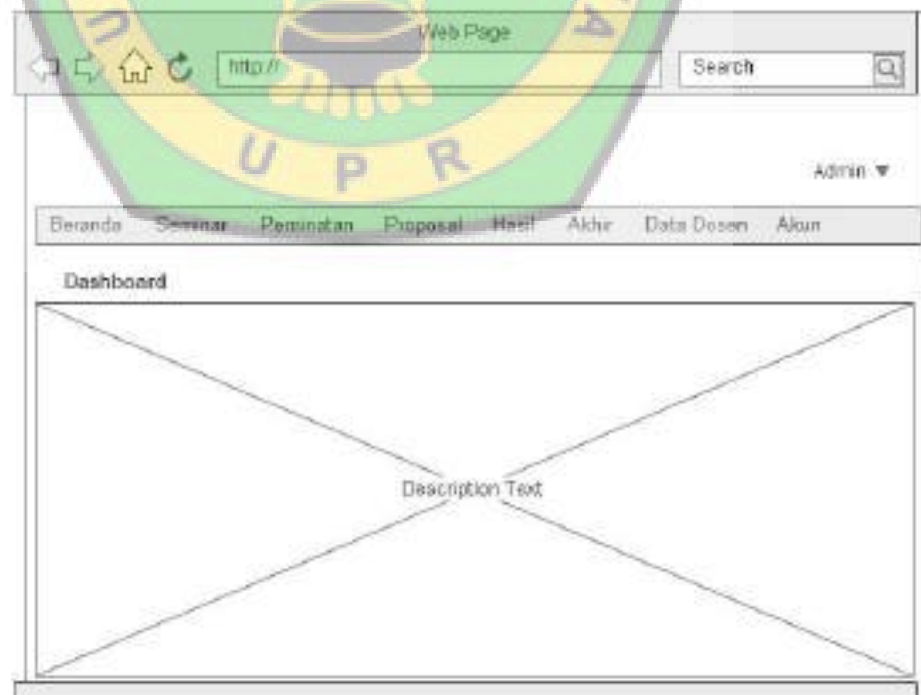 Web Page
http:// Search
U U P R A
Admin ▼
Beranda Seminar Peminatan Proposal Hasil Akhir Data Dosen Akun
Dashboard
Description Text